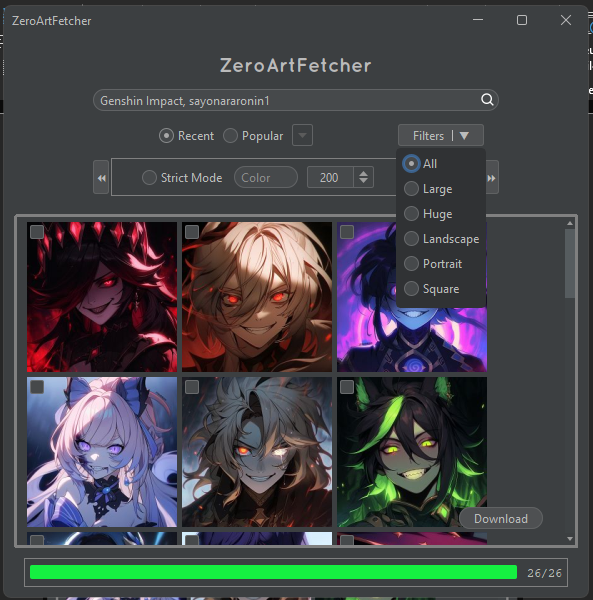 ZeroArtFetcher
ZeroArtFetcher
Genshin Impact, sayonararonin1
Recent Popular Filters
All
Strict Mode Color 200
Large
Huge
Landscape
Portrait
Square
Download
26/26